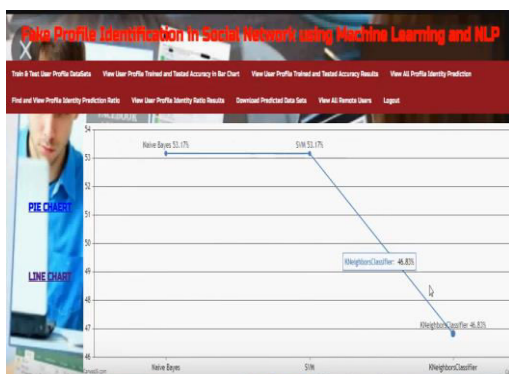 Fake Profile Identification in Social Network using Machine Learning and NLP
Train & Test User Profile DataSets View User Profile Trained and Tested Accuracy in Bar Chart View User Profile Trained and Tested Accuracy Results View All Profile Identity Prediction
Find and View Profile Identity Prediction Ratio View User Profile Identity Ratio Results Download Predicted Data Sets View All Remote Users Logout
PIE CHAERT
LINE CHART
54
Naive Bayes 53.17% SVM 53.17%
53
52
51
50
49
KNeighborsClassifier: 46.83%
48
KNeighborsClassifier 46.83%
47
46
Naive Bayes SVM KNeighborsClassifier
CanvasJS.com